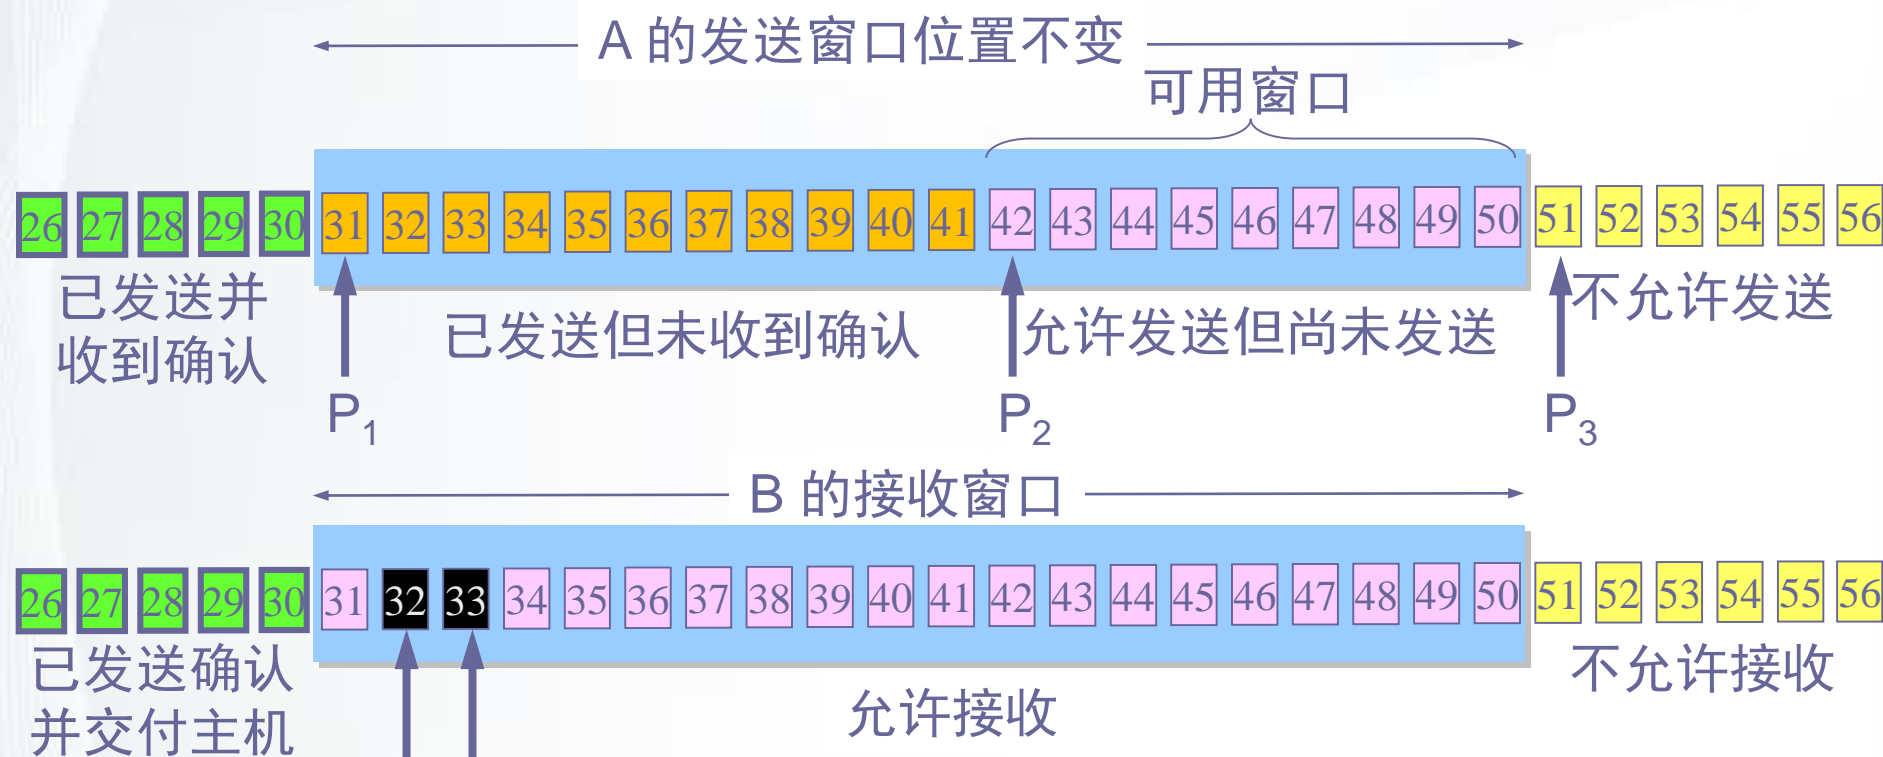 A 的发送窗口位置不变
可用窗口
26 27 28 29 30 31 32 33 34 35 36 37 38 39 40 41 42 43 44 45 46 47 48 49 50 51 52 53 54 55 56
已发送并
收到确认
已发送但未收到确认
允许发送但尚未发送
不允许发送
P1 P2 P3
B 的接收窗口
26 27 28 29 30 31 32 33 34 35 36 37 38 39 40 41 42 43 44 45 46 47 48 49 50 51 52 53 54 55 56
已发送确认
并交付主机
允许接收
不允许接收